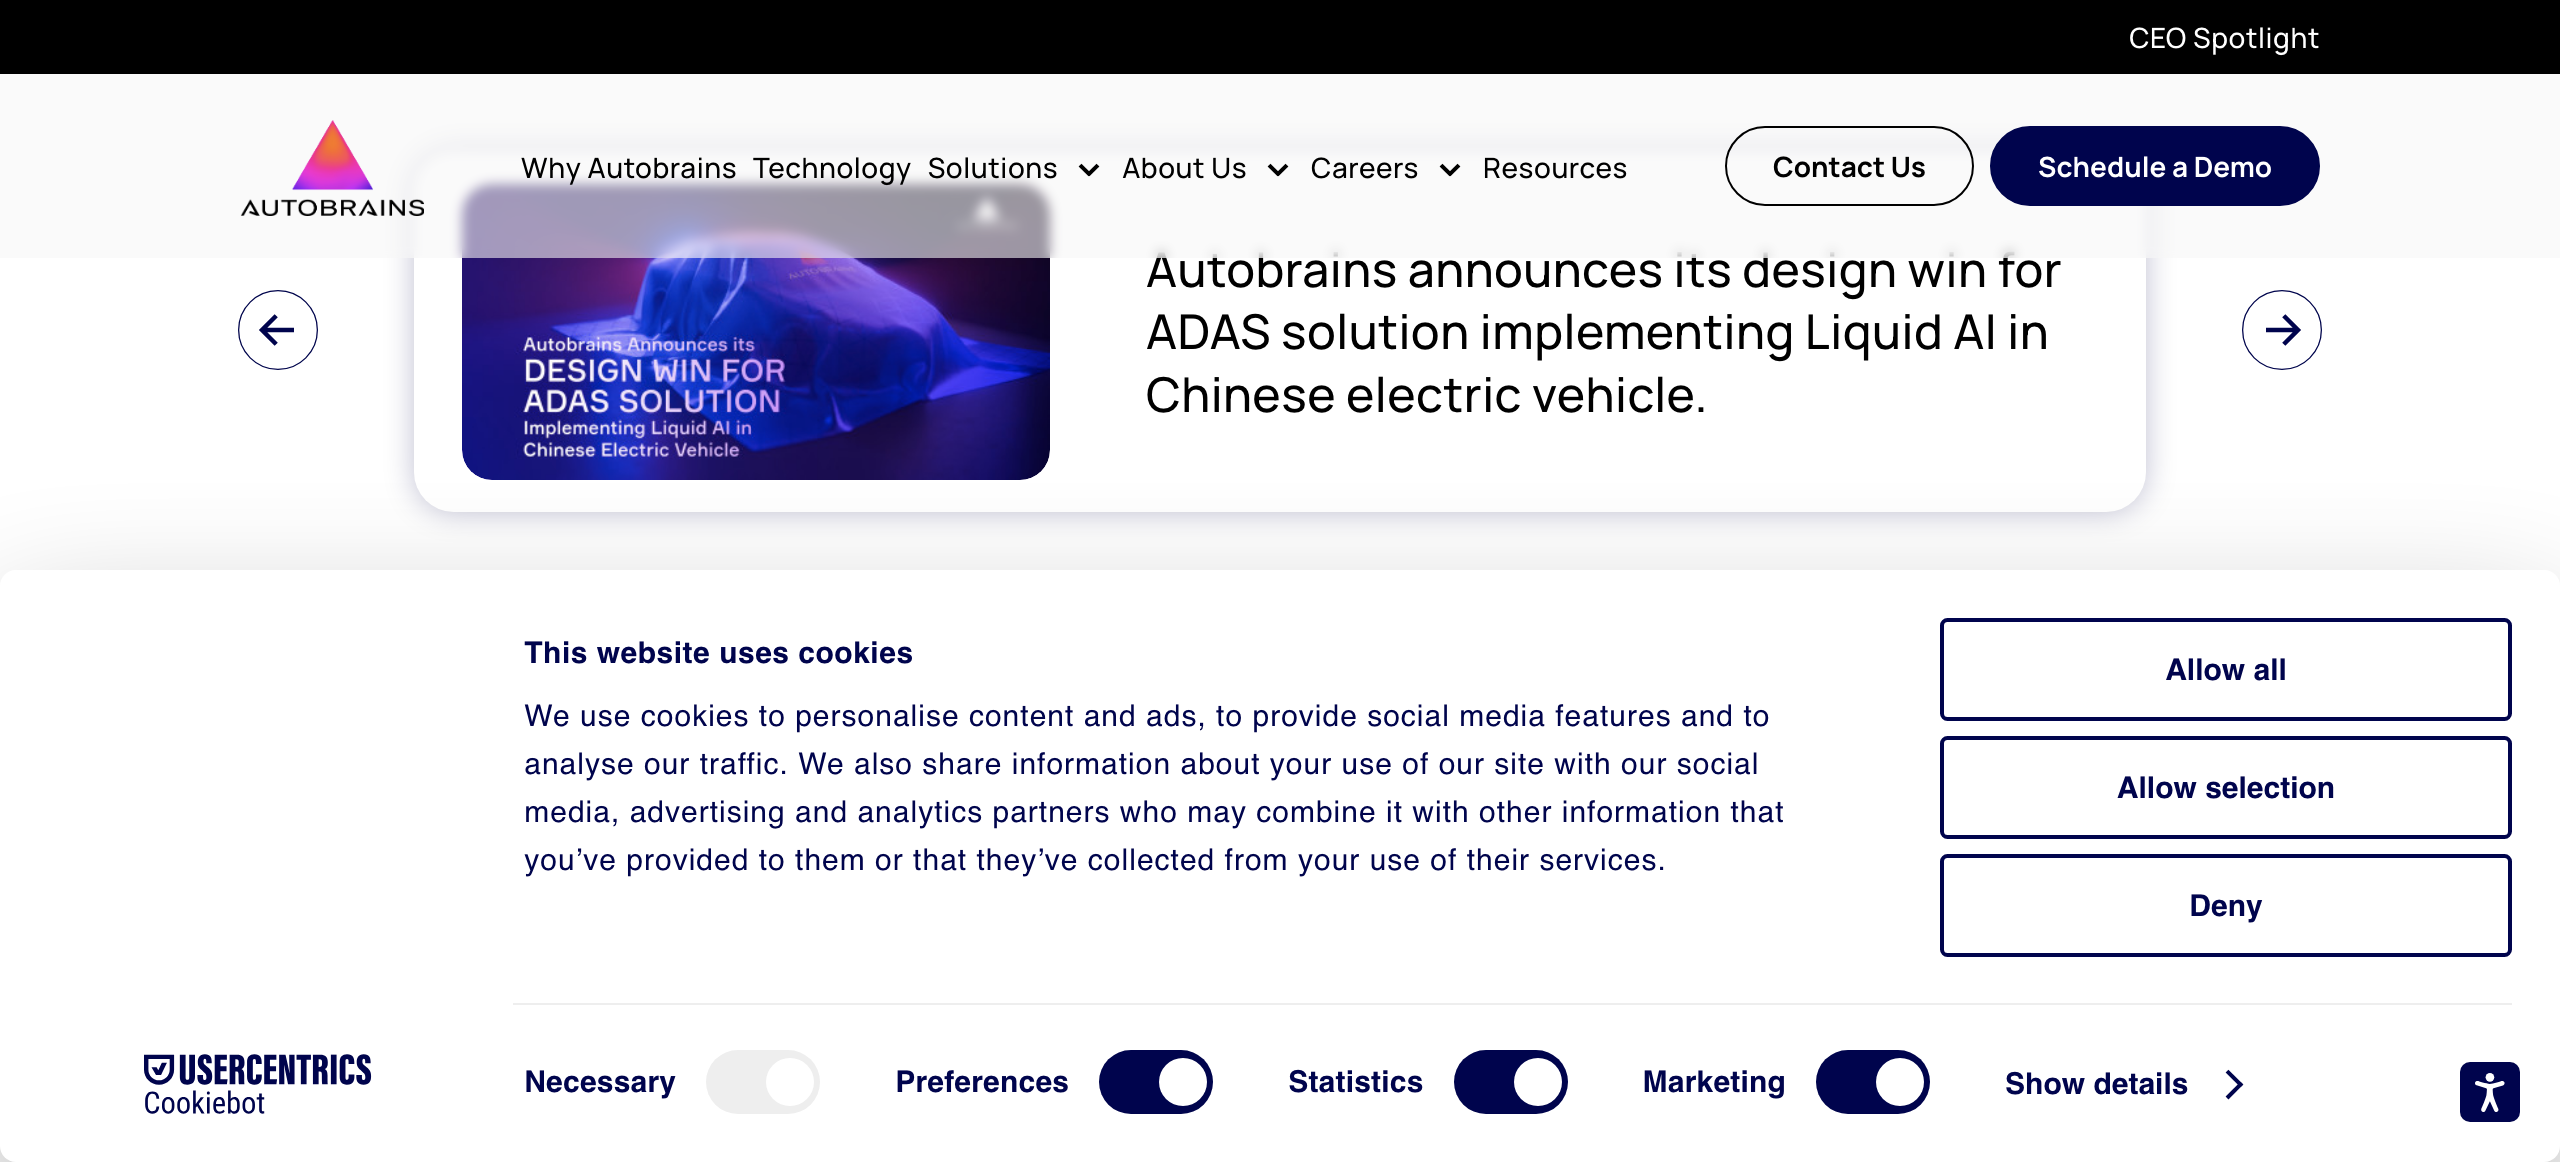 CEO Spotlight
AUTOBRAINS
Why Autobrains Technology Solutions About Us Careers Resources
Contact Us
Schedule a Demo
Autobrains Announces its
DESIGN WIN FOR
ADAS SOLUTION
Implementing Liquid AI in
Chinese Electric Vehicle
Autobrains announces its design win for
ADAS solution implementing Liquid AI in
Chinese electric vehicle.
This website uses cookies
We use cookies to personalise content and ads, to provide social media features and to
analyse our traffic. We also share information about your use of our site with our social
media, advertising and analytics partners who may combine it with other information that
you’ve provided to them or that they’ve collected from your use of their services.
Allow all
Allow selection
Deny
USERCENTRICS
Cookiebot
Necessary
Preferences
Statistics
Marketing
Show details